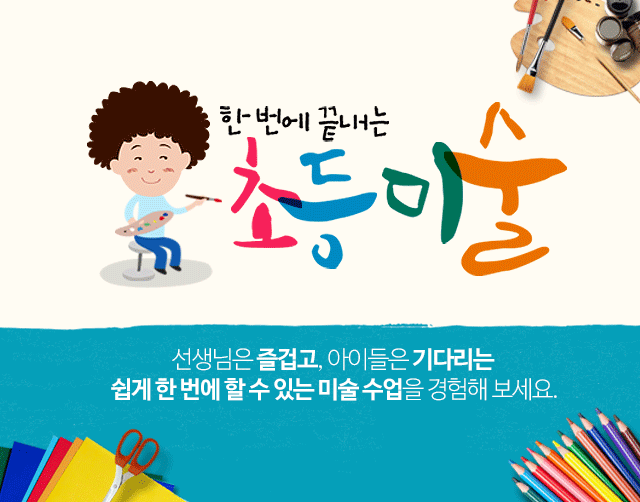 한 번에 끝내는
초등미술
선생님은 즐겁고, 아이들은 기다리는
쉽게 한 번에 할 수 있는 미술 수업을 경험해 보세요.